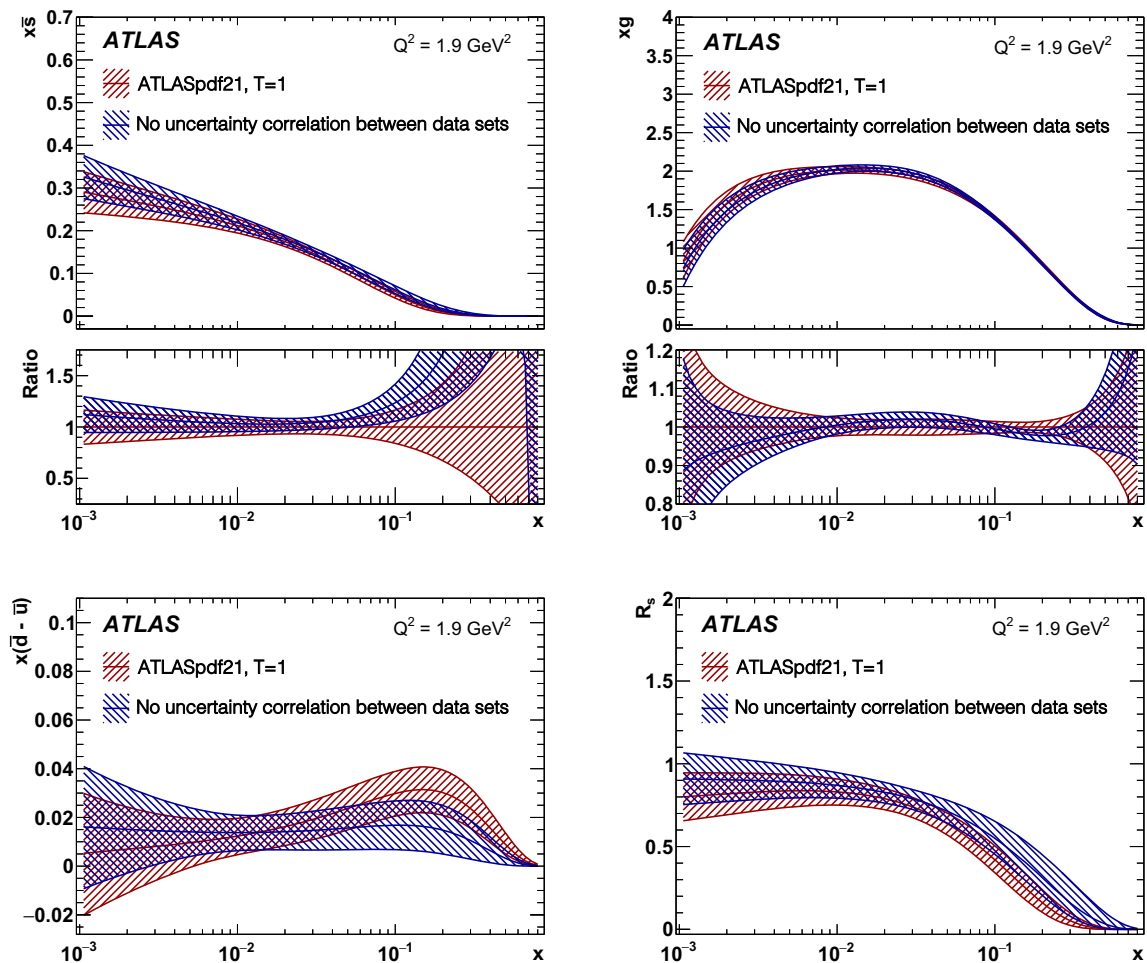 xs̅
0.7
0.6
0.5
0.4
0.3
0.2
0.1
0
ATLAS
Q² = 1.9 GeV²
ATLASpdf21, T=1
No uncertainty correlation between data sets
Ratio
1.5
1
0.5
10⁻³
10⁻²
10⁻¹
x
xg
4
3.5
3
2.5
2
1.5
1
0.5
0
ATLAS
Q² = 1.9 GeV²
ATLASpdf21, T=1
No uncertainty correlation between data sets
Ratio
1.2
1.1
1
0.9
0.8
10⁻³
10⁻²
10⁻¹
x
x(d̅ - u̅)
0.1
0.08
0.06
0.04
0.02
0
−0.02
ATLAS
Q² = 1.9 GeV²
ATLASpdf21, T=1
No uncertainty correlation between data sets
10⁻³
10⁻²
10⁻¹
x
Rₛ
2
1.5
1
0.5
0
ATLAS
Q² = 1.9 GeV²
ATLASpdf21, T=1
No uncertainty correlation between data sets
10⁻³
10⁻²
10⁻¹
x